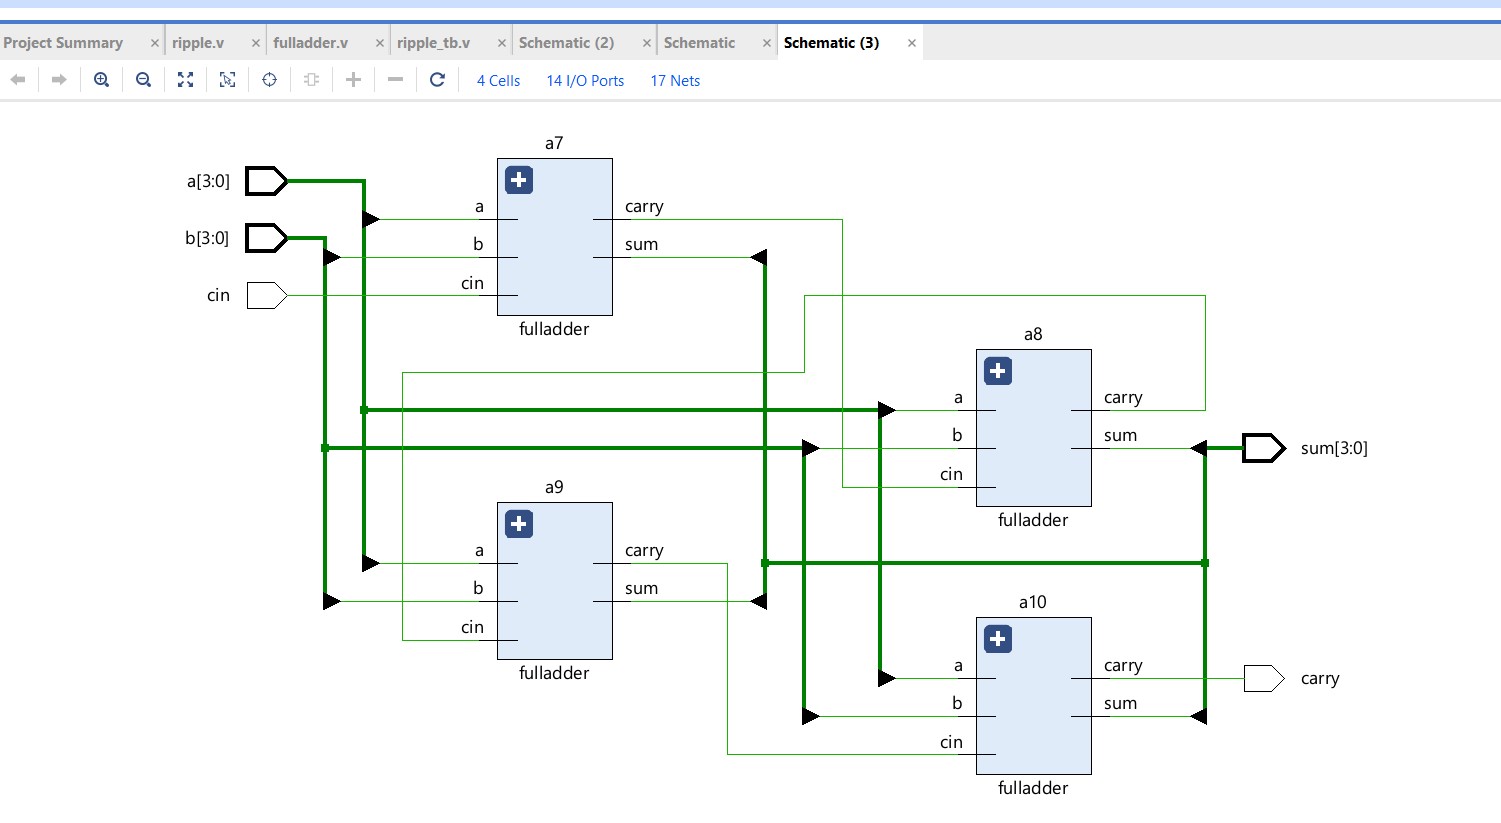 Project Summary × ripple.v × fulladder.v × ripple_tb.v × Schematic (2) × Schematic × Schematic (3) ×
4 Cells 14 I/O Ports 17 Nets
a7
a[3:0]
b[3:0]
cin
a
b
cin
carry
sum
fulladder
a8
a
b
cin
carry
sum
fulladder
sum[3:0]
a9
a
b
cin
carry
sum
fulladder
a10
a
b
cin
carry
sum
fulladder
carry